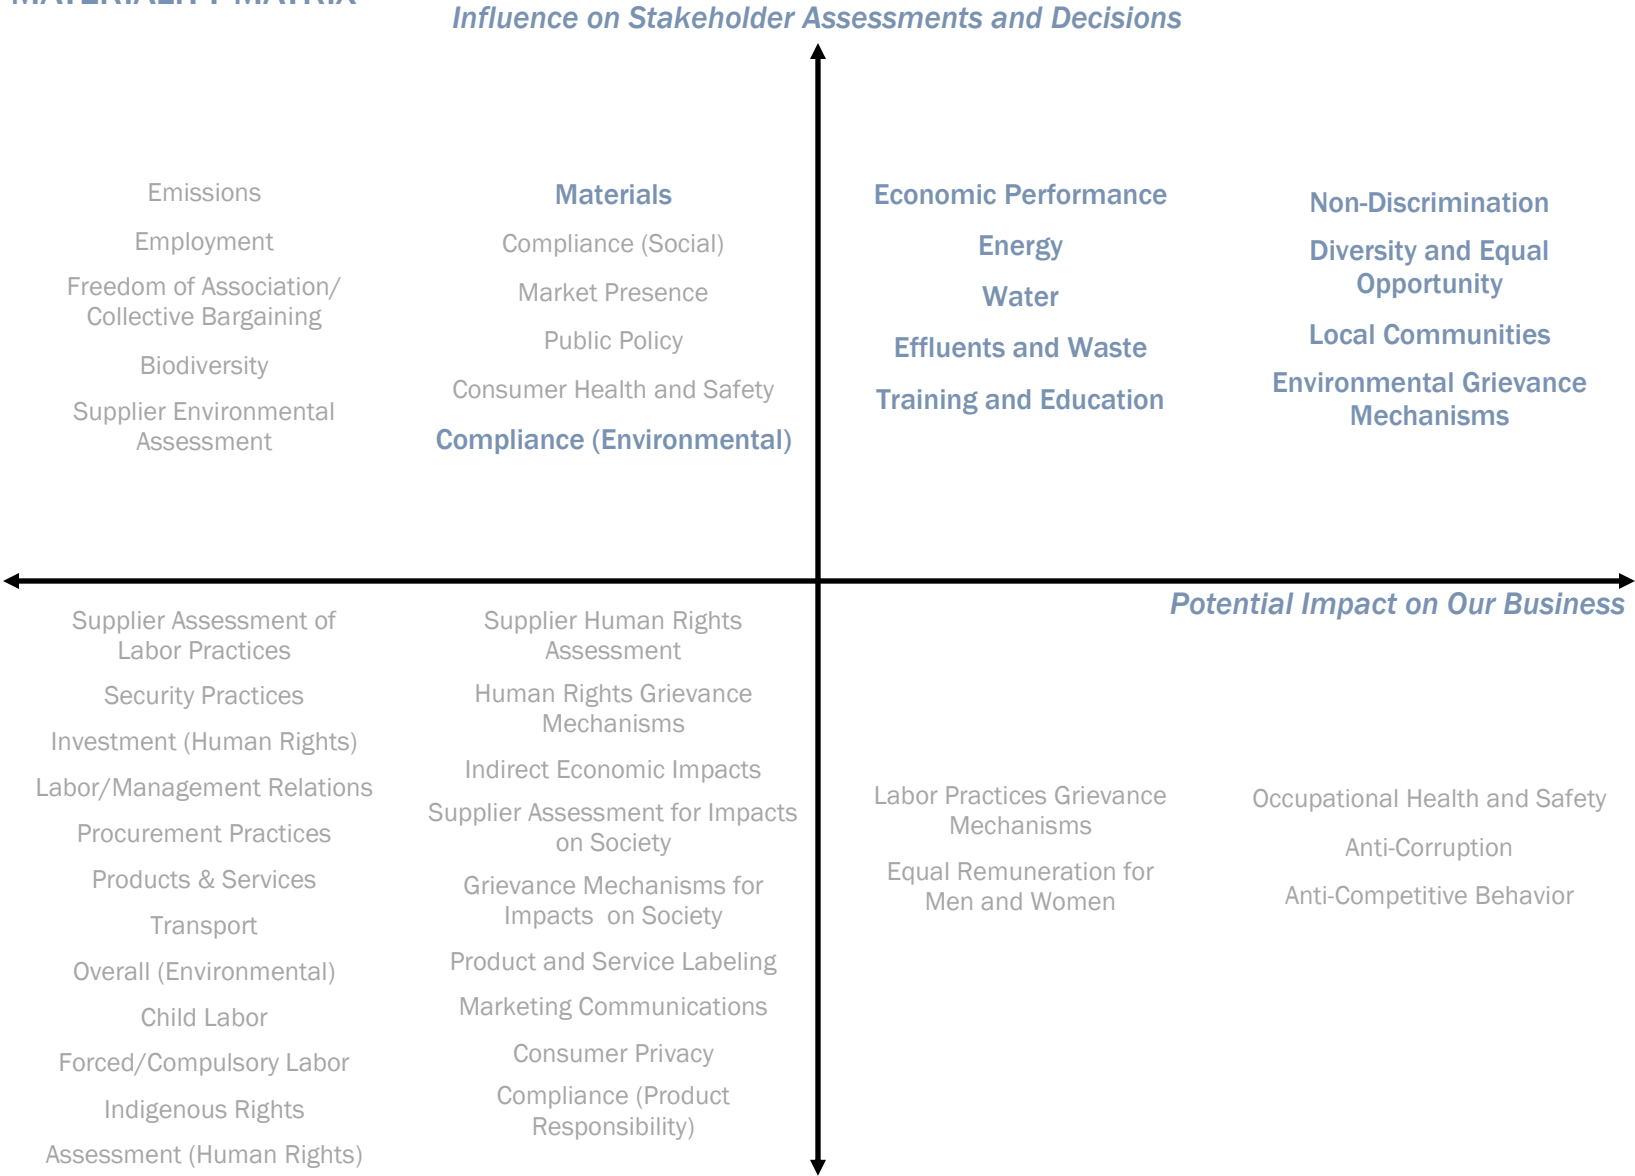 MATERIALITY MATRIX
Influence on Stakeholder Assessments and Decisions
Emissions
Employment
Freedom of Association/
Collective Bargaining
Biodiversity
Supplier Environmental
Assessment
Materials
Compliance (Social)
Market Presence
Public Policy
Consumer Health and Safety
Compliance (Environmental)
Economic Performance
Energy
Water
Effluents and Waste
Training and Education
Non-Discrimination
Diversity and Equal
Opportunity
Local Communities
Environmental Grievance
Mechanisms
Potential Impact on Our Business
Supplier Assessment of
Labor Practices
Security Practices
Investment (Human Rights)
Labor/Management Relations
Procurement Practices
Products & Services
Transport
Overall (Environmental)
Child Labor
Forced/Compulsory Labor
Indigenous Rights
Assessment (Human Rights)
Supplier Human Rights
Assessment
Human Rights Grievance
Mechanisms
Indirect Economic Impacts
Supplier Assessment for Impacts
on Society
Grievance Mechanisms for
Impacts  on Society
Product and Service Labeling
Marketing Communications
Consumer Privacy
Compliance (Product
Responsibility)
Labor Practices Grievance
Mechanisms
Equal Remuneration for
Men and Women
Occupational Health and Safety
Anti-Corruption
Anti-Competitive Behavior